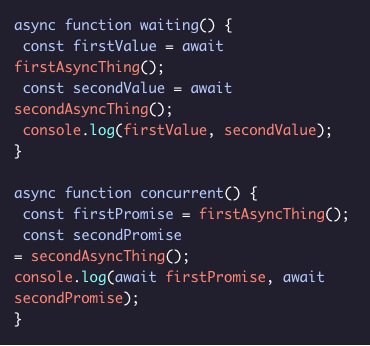 async function waiting() {
 const firstValue = await
firstAsyncThing();
 const secondValue = await
secondAsyncThing();
 console.log(firstValue, secondValue);
}

async function concurrent() {
 const firstPromise = firstAsyncThing();
 const secondPromise
= secondAsyncThing();
console.log(await firstPromise, await
secondPromise);
}